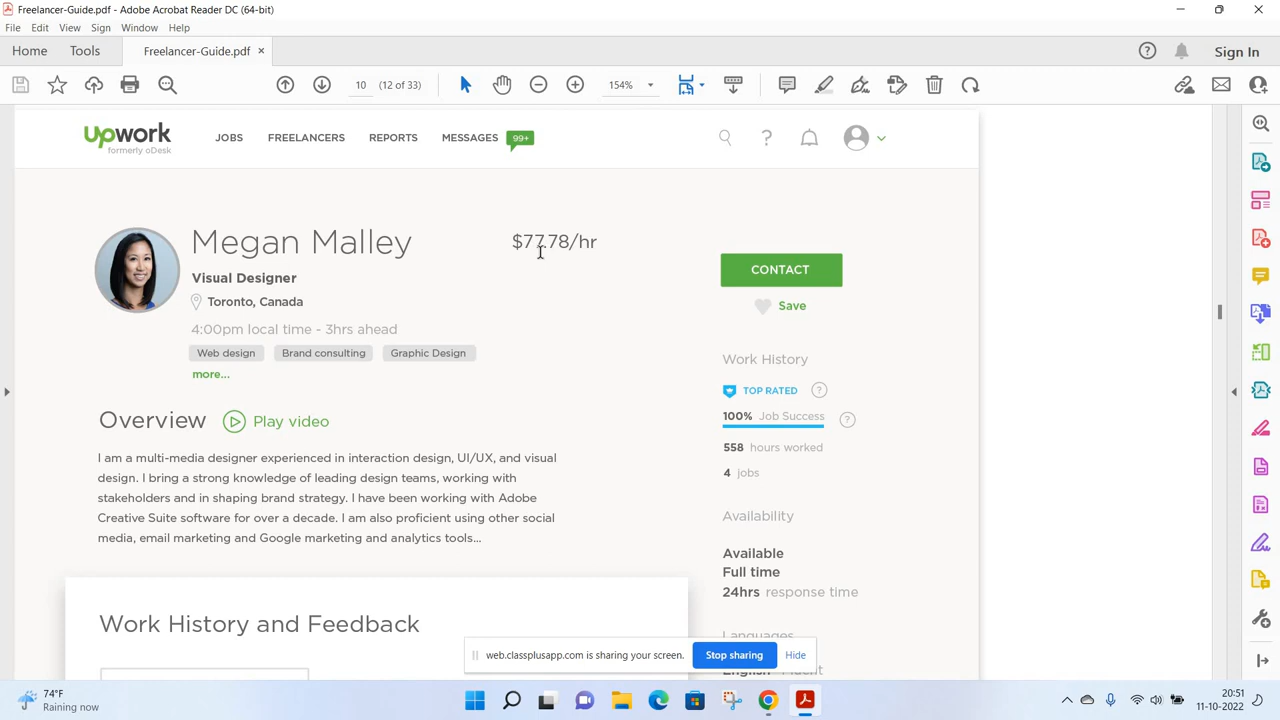 Freelancer-Guide.pdf - Adobe Acrobat Reader DC (64-bit)
File Edit View Sign Window Help
Home Tools Freelancer-Guide.pdf × Sign In
10 (12 of 33) 154%
Upwork JOBS FREELANCERS REPORTS MESSAGES 99+
formerly oDesk
Megan Malley $77.78/hr
Visual Designer
Toronto, Canada
4:00pm local time - 3hrs ahead
Web design Brand consulting Graphic Design
more...
CONTACT
Save
Overview Play video
I am a multi-media designer experienced in interaction design, UI/UX, and visual
design. I bring a strong knowledge of leading design teams, working with
stakeholders and in shaping brand strategy. I have been working with Adobe
Creative Suite software for over a decade. I am also proficient using other social
media, email marketing and Google marketing and analytics tools...
Work History
TOP RATED ?
100% Job Success ?
558 hours worked
4 jobs
Availability
Available
Full time
24hrs response time
Languages
English Fluent
Work History and Feedback
web.classplusapp.com is sharing your screen. Stop sharing Hide
74°F
Raining now
20:51
11-10-2022